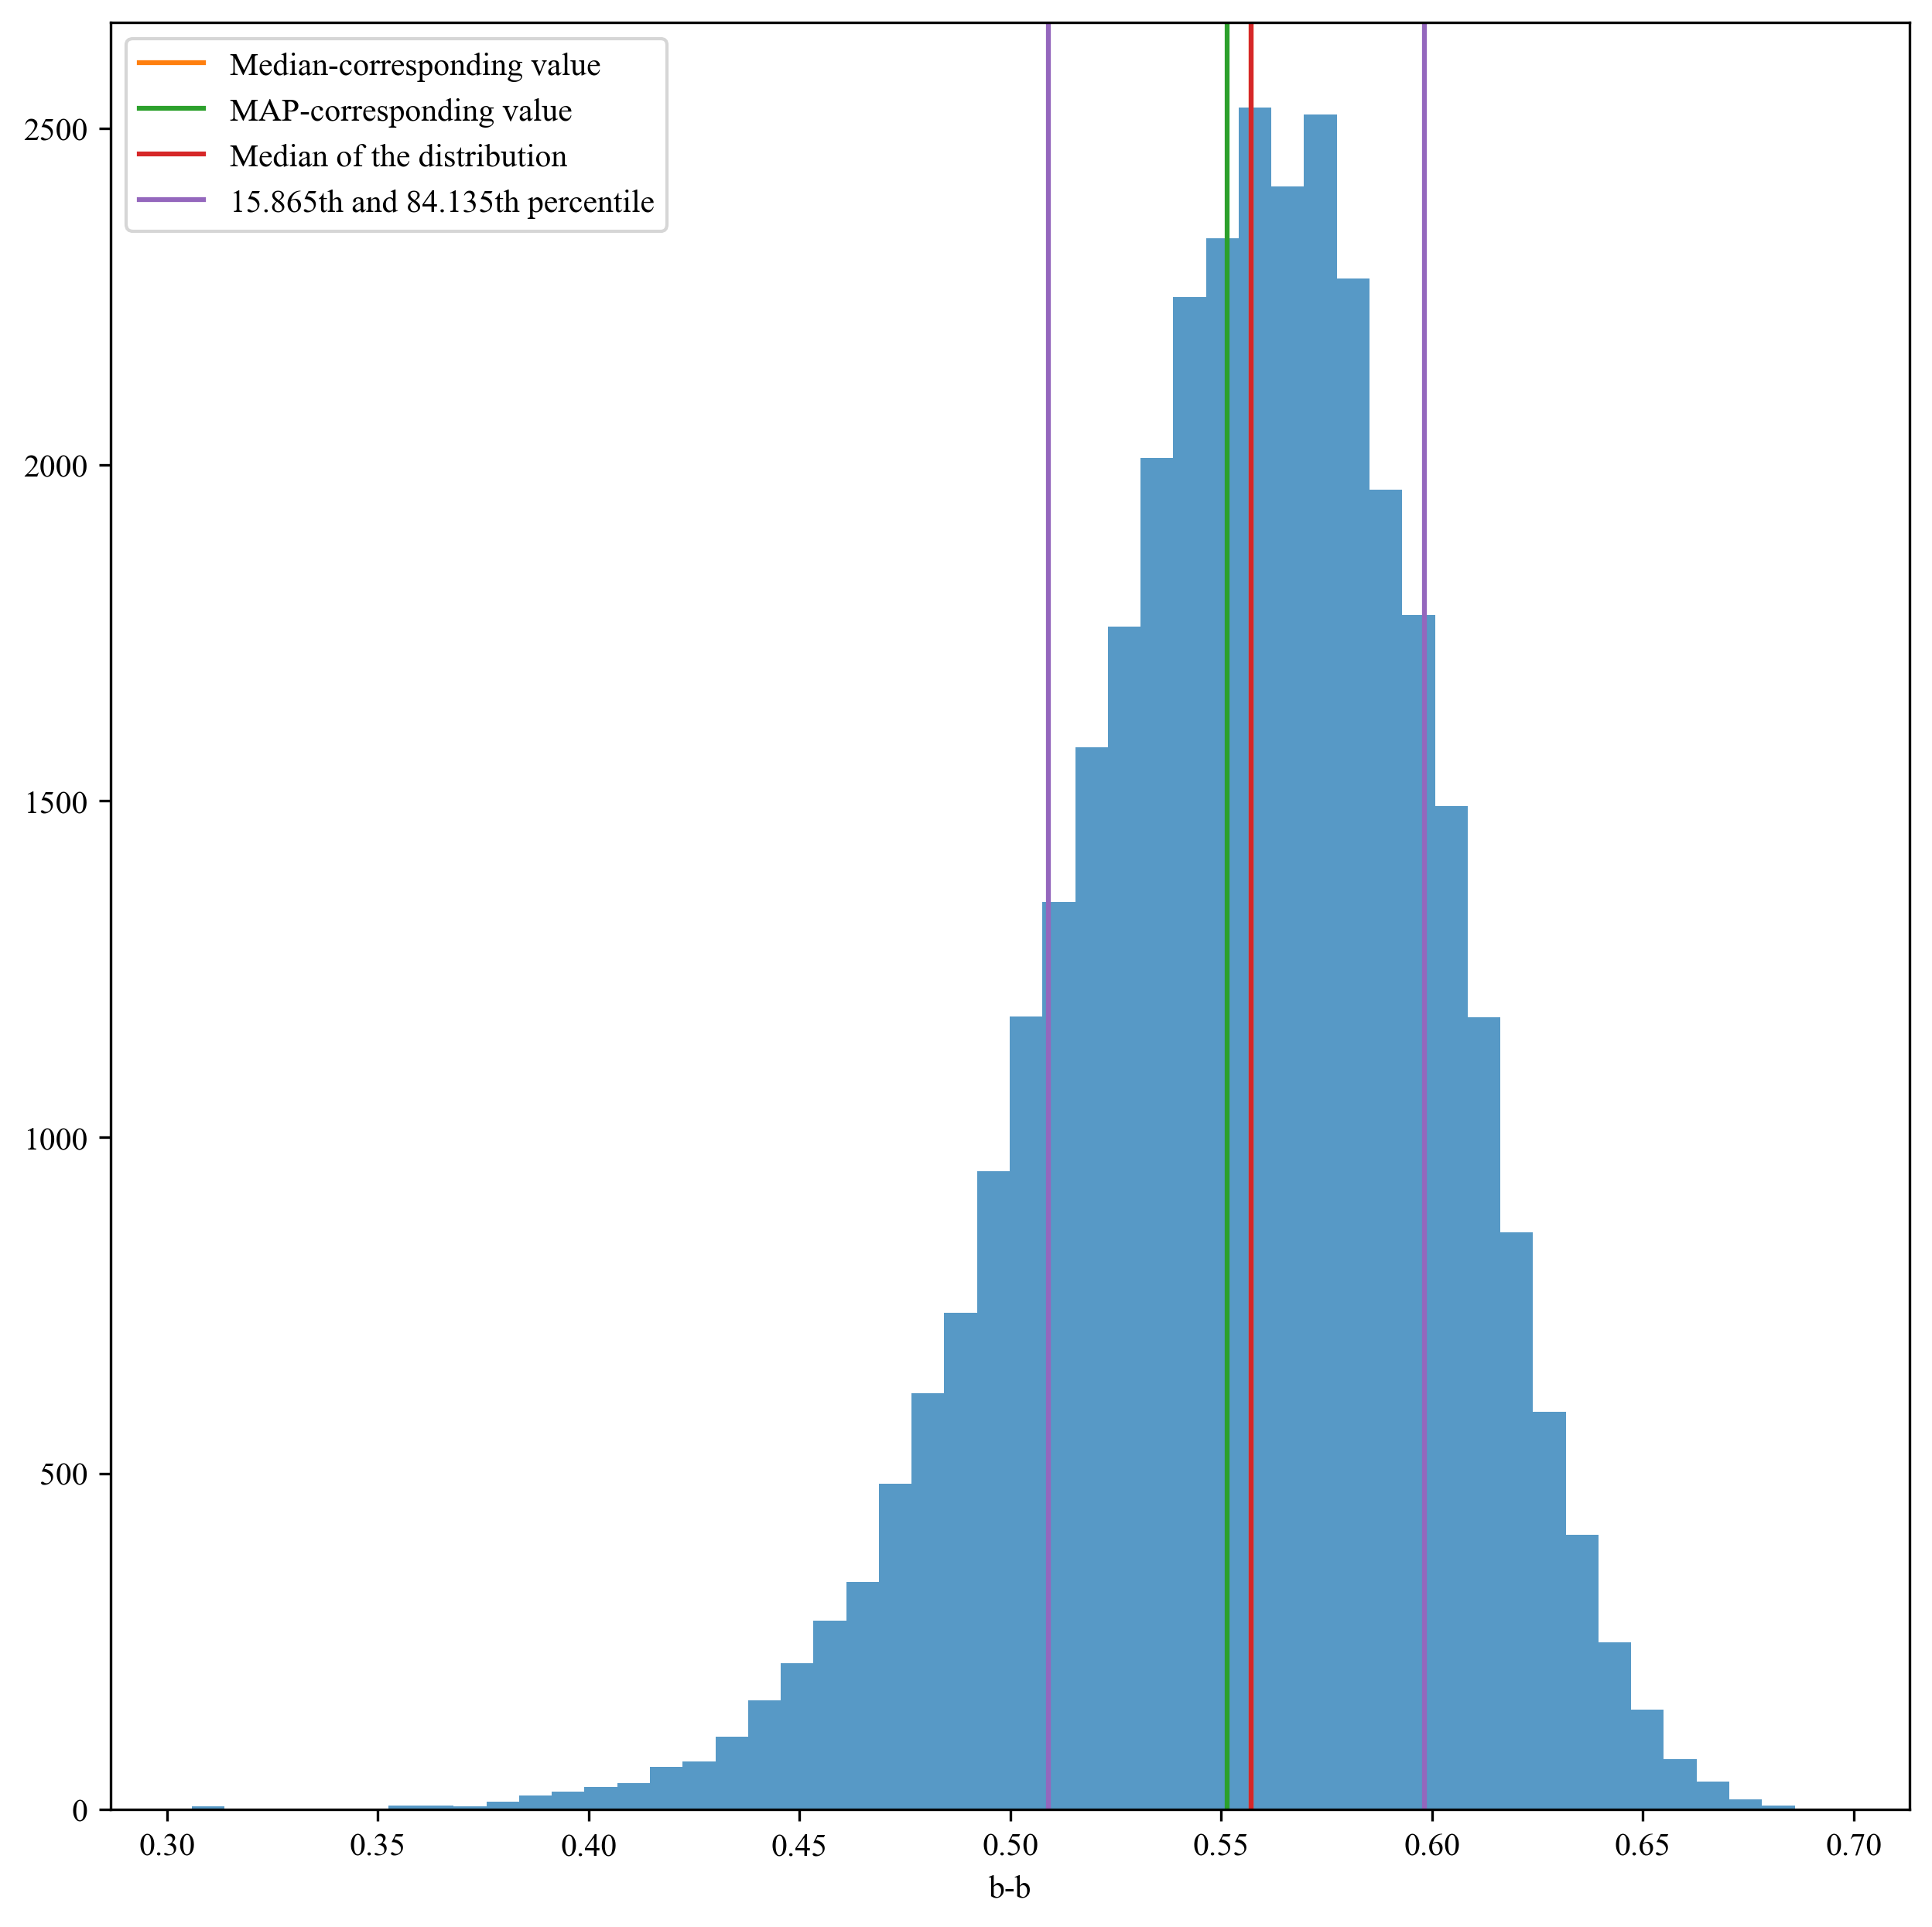 Median-corresponding value
MAP-corresponding value
Median of the distribution
15.865th and 84.135th percentile
2500
2000
1500
1000
500
0
0.30 0.35 0.40 0.45 0.50 0.55 0.60 0.65 0.70
b-b